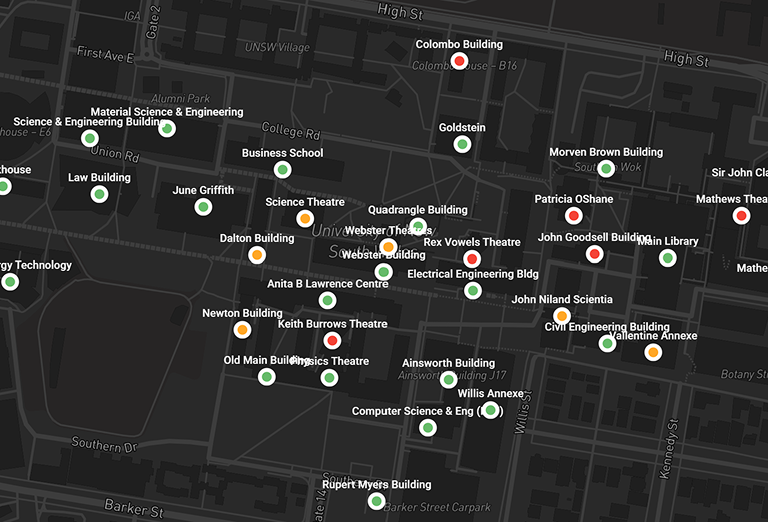 IGA
Gate 2
High St
First Ave E
UNSW Village
Colombo Building
Colombo House – B16
High St
Alumni Park
Material Science & Engineering
Science & Engineering Building
house – E6
College Rd
Goldstein
Union Rd
Business School
Morven Brown Building
khouse
Law Building
June Griffith
Sir John Cla
Science Theatre
Patricia OShane
Mathews Thea
Quadrangle Building
Webster Theatres
Dalton Building
Rex Vowels Theatre
John Goodsell Building
Main Library
Webster Building
rgy Technology
Electrical Engineering Bldg
Mathe
Anita B Lawrence Centre
John Niland Scientia
Newton Building
Keith Burrows Theatre
Civil Engineering Building
Vallentine Annexe
Old Main Building
Physics Theatre
Ainsworth Building
J17
Botany St
Willis Annexe
Computer Science & Eng
Willis St
Kennedy St
Southern Dr
Rupert Myers Building
Gate 14
Barker St
Barker Street Carpark